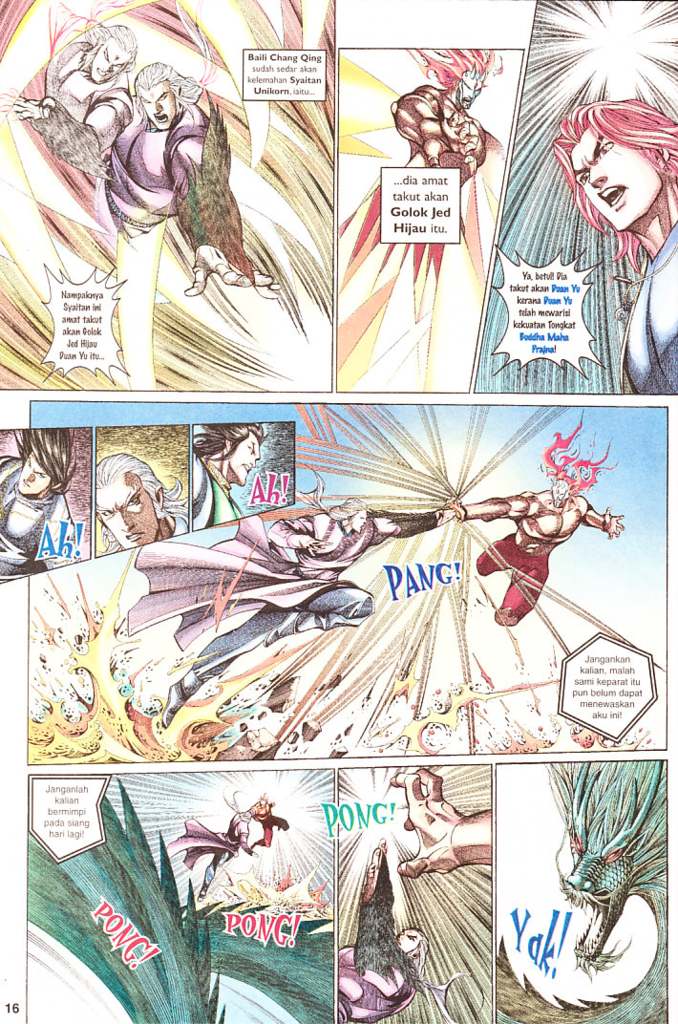 Baili Chang Qing
sudah sedar akan
kelemahan Syaitan
Unikorn, iaitu...
Nampaknya
Syaitan ini
amat takut
akan Golok
Jed Hijau
Duan Yu itu...
...dia amat
takut akan
Golok Jed
Hijau itu.
Ya, betul! Dia
takut akan Duan Yu
kerana Duan Yu
telah mewarisi
kekuatan Tongkat
Buddha Maha
Prajna!
Ah!
Ah!
PANG!
Jangankan
kalian, malah
sami keparat itu
pun belum dapat
menewaskan
aku ini!
Janganlah
kalian
bermimpi
pada siang
hari lagi!
PONG!
PONG!
PONG!
Yak!
16